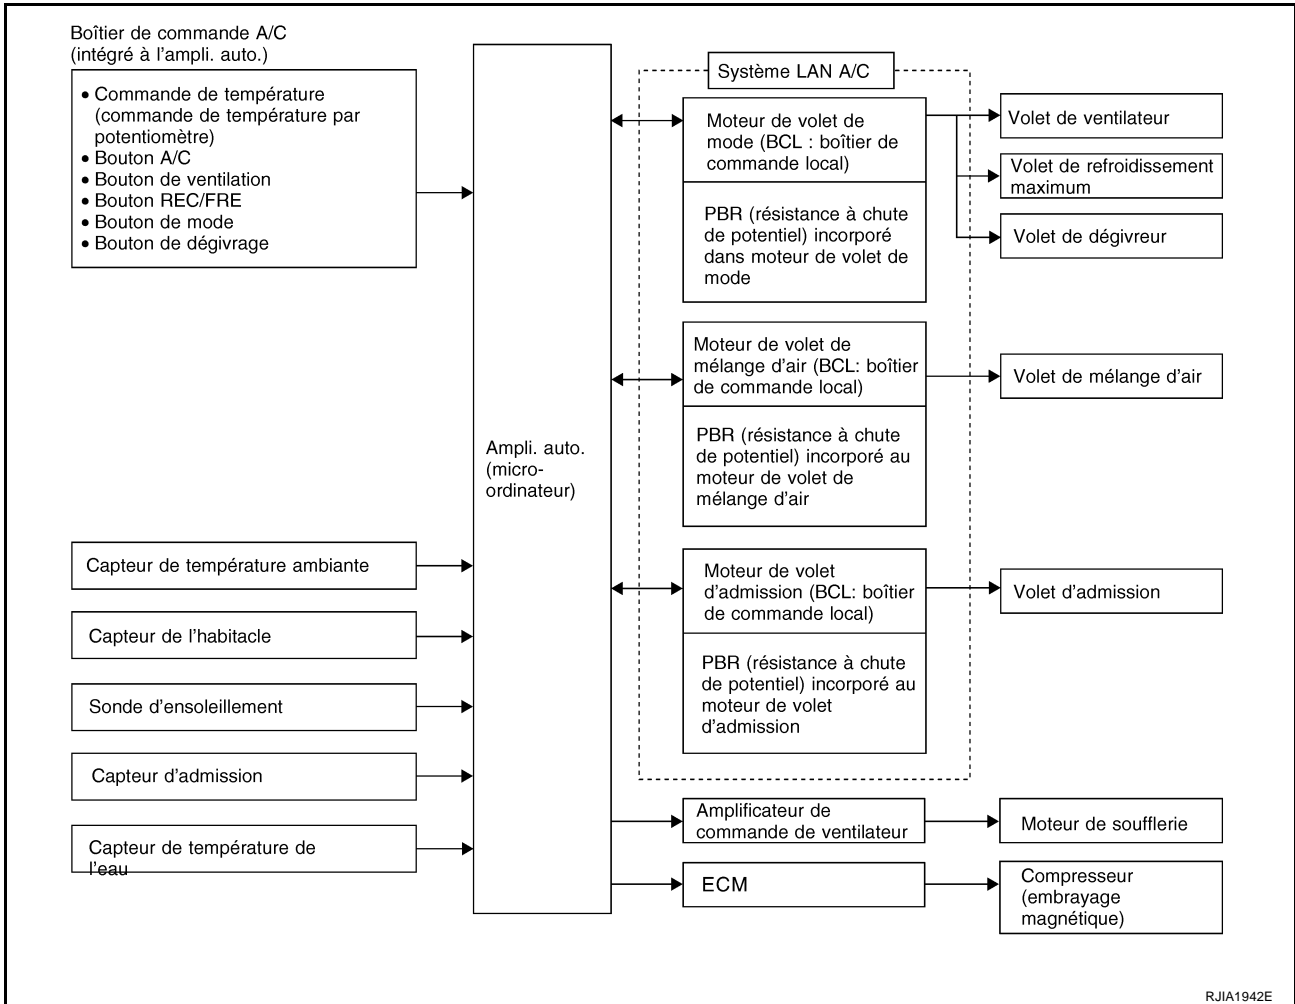 Boîtier de commande A/C
(intégré à l'ampli. auto.)
• Commande de température
(commande de température par
potentiomètre)
• Bouton A/C
• Bouton de ventilation
• Bouton REC/FRE
• Bouton de mode
• Bouton de dégivrage
Capteur de température ambiante
Capteur de l'habitacle
Sonde d'ensoleillement
Capteur d'admission
Capteur de température de
l'eau
Ampli. auto.
(micro-
ordinateur)
Système LAN A/C
Moteur de volet de
mode (BCL : boîtier de
commande local)
PBR (résistance à chute
de potentiel) incorporé
dans moteur de volet de
mode
Moteur de volet de
mélange d'air (BCL: boîtier
de commande local)
PBR (résistance à chute
de potentiel) incorporé au
moteur de volet de
mélange d'air
Moteur de volet
d'admission (BCL: boîtier
de commande local)
PBR (résistance à chute
de potentiel) incorporé au
moteur de volet
d'admission
Amplificateur de
commande de ventilateur
ECM
Volet de ventilateur
Volet de refroidissement
maximum
Volet de dégivreur
Volet de mélange d'air
Volet d'admission
Moteur de soufflerie
Compresseur
(embrayage
magnétique)
RJIA1942E